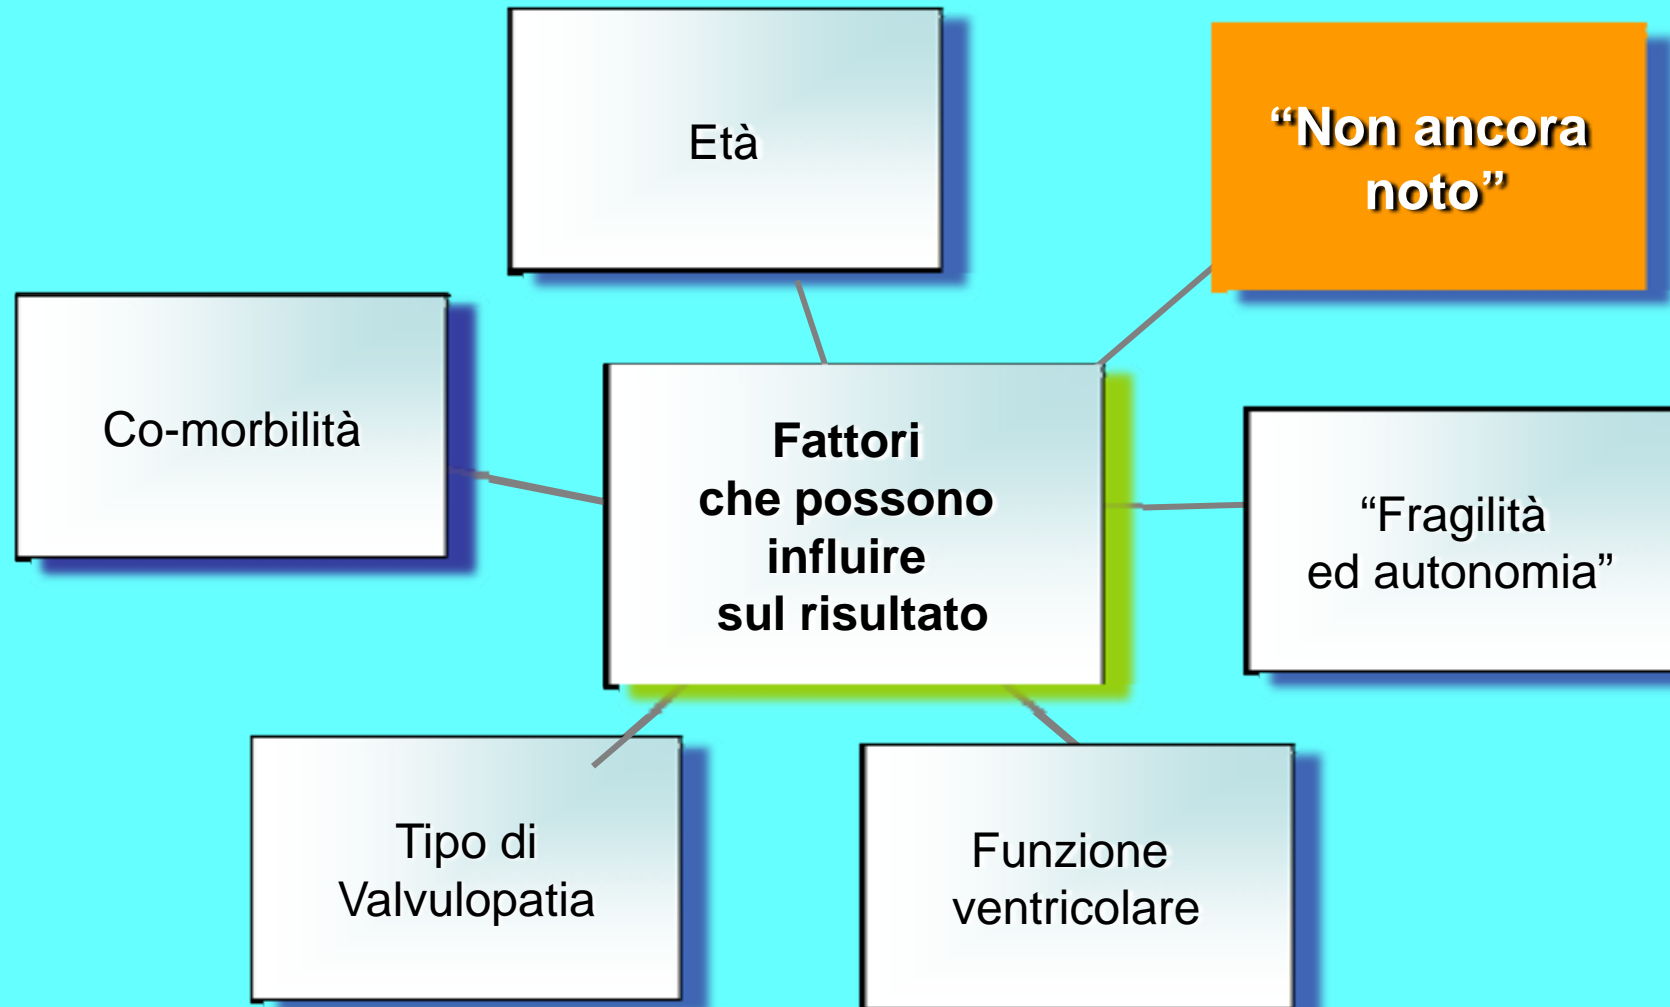 Età
“Non ancora
noto”
Co-morbilità
Fattori
che possono
influire
sul risultato
“Fragilità
ed autonomia”
Tipo di
Valvulopatia
Funzione
ventricolare